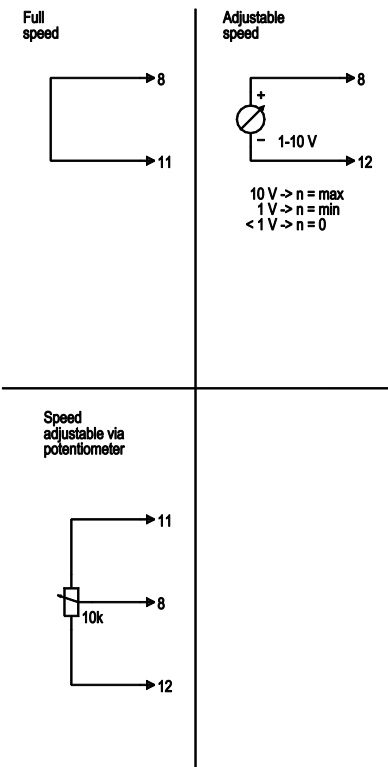 Full
speed
8
11
Adjustable
speed
8
+
–
1-10 V
12
10 V -> n = max
1 V -> n = min
< 1 V -> n = 0
Speed
adjustable via
potentiometer
11
8
10k
12